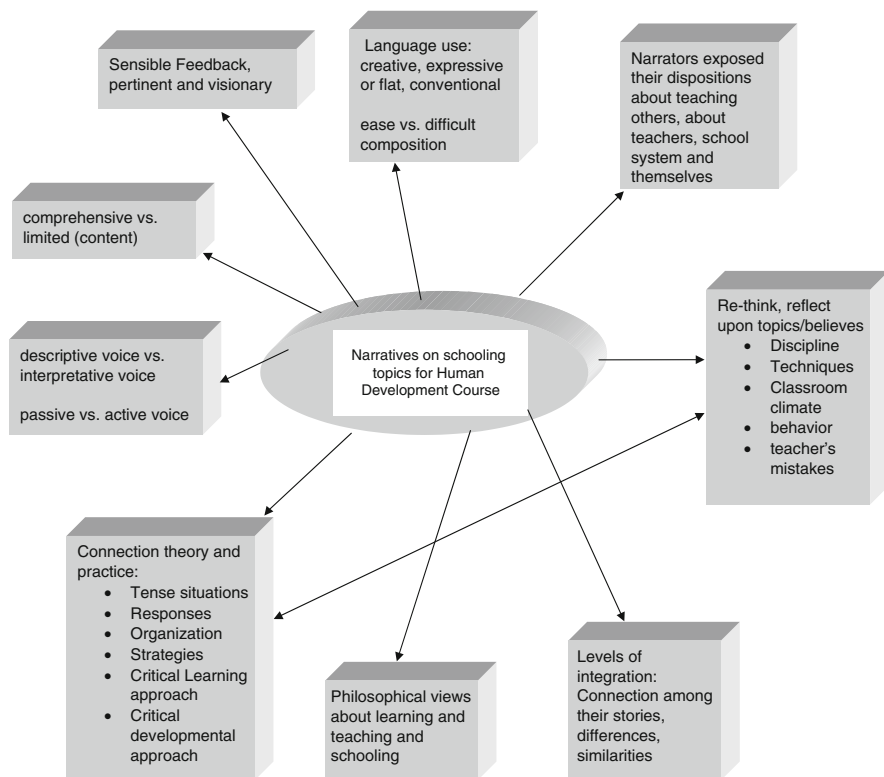 Sensible Feedback,
pertinent and visionary
Language use:
creative, expressive
or flat, conventional
ease vs. difficult
composition
Narrators exposed
their dispositions
about teaching
others, about
teachers, school
system and
themselves
comprehensive vs.
limited (content)
descriptive voice vs.
interpretative voice
passive vs. active voice
Narratives on schooling
topics for Human
Development Course
Re-think, reflect
upon topics/believes
• Discipline
• Techniques
• Classroom
climate
• behavior
• teacher's
mistakes
Connection theory and
practice:
• Tense situations
• Responses
• Organization
• Strategies
• Critical Learning
approach
• Critical
developmental
approach
Philosophical views
about learning and
teaching and
schooling
Levels of
integration:
Connection among
their stories,
differences,
similarities